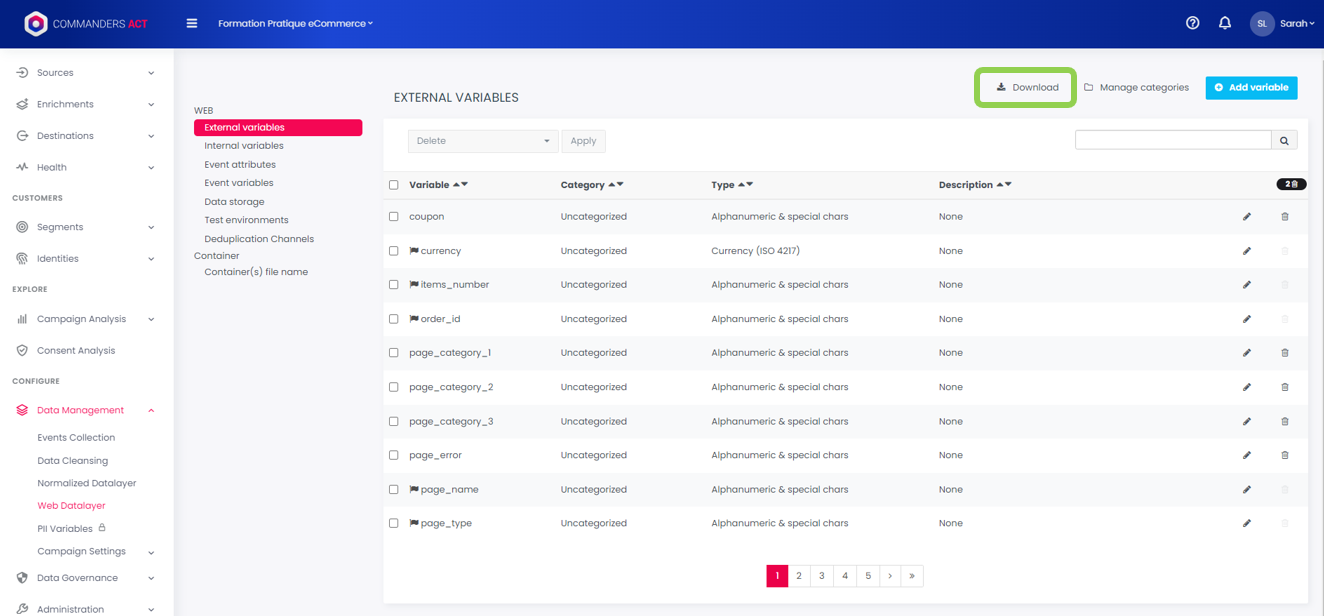 COMMANDERS ACT
Formation Pratique eCommerce
SL
Sarah
Sources
Enrichments
Destinations
Health
CUSTOMERS
Segments
Identities
EXPLORE
Campaign Analysis
Consent Analysis
CONFIGURE
Data Management
Events Collection
Data Cleansing
Normalized Datalayer
Web Datalayer
PII Variables
Campaign Settings
Data Governance
Administration
WEB
External variables
Internal variables
Event attributes
Event variables
Data storage
Test environments
Deduplication Channels
Container
Container(s) file name
EXTERNAL VARIABLES
Download
Manage categories
Add variable
Delete
Apply
Variable Category Type Description 2
coupon Uncategorized Alphanumeric & special chars None
currency Uncategorized Currency (ISO 4217) None
items_number Uncategorized Alphanumeric & special chars None
order_id Uncategorized Alphanumeric & special chars None
page_category_1 Uncategorized Alphanumeric & special chars None
page_category_2 Uncategorized Alphanumeric & special chars None
page_category_3 Uncategorized Alphanumeric & special chars None
page_error Uncategorized Alphanumeric & special chars None
page_name Uncategorized Alphanumeric & special chars None
page_type Uncategorized Alphanumeric & special chars None
1 2 3 4 5 › »